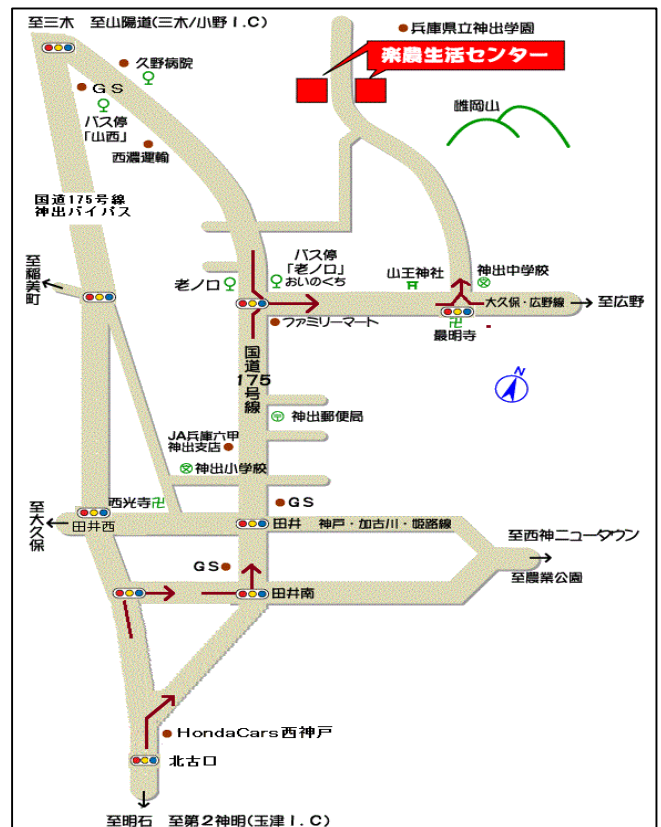 至三木 至山陽道(三木/小野I.C)
兵庫県立神出学園
楽農生活センター
久野病院
GS
バス停
「山西」
西濃運輸
雌岡山
国道175号線
神出バイパス
至稲美町
老ノ口
バス停
「老ノ口」
おいのくち
山王神社
神出中学校
大久保・広野線
至広野
ファミリーマート
最明寺
国道175号線
N
神出郵便局
JA兵庫六甲
神出支店
神出小学校
西光寺
GS
至大久保
田井西
田井
神戸・加古川・姫路線
至西神ニュータウン
至農業公園
GS
田井南
HondaCars西神戸
北古口
至明石 至第2神明(玉津I.C)